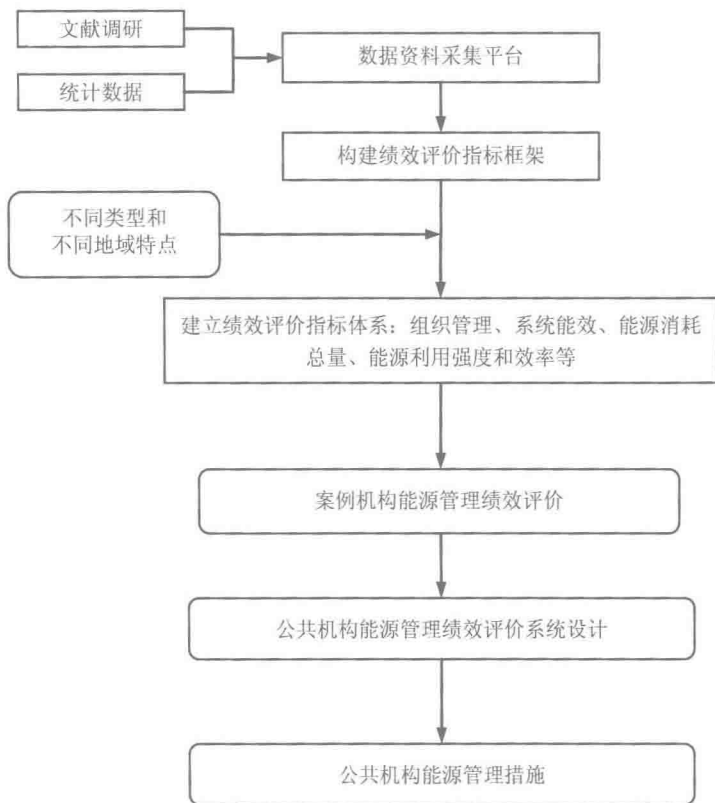 文献调研
统计数据
数据资料采集平台
构建绩效评价指标框架
不同类型和
不同地域特点
建立绩效评价指标体系：组织管理、系统能效、能源消耗
总量、能源利用强度和效率等
案例机构能源管理绩效评价
公共机构能源管理绩效评价系统设计
公共机构能源管理措施